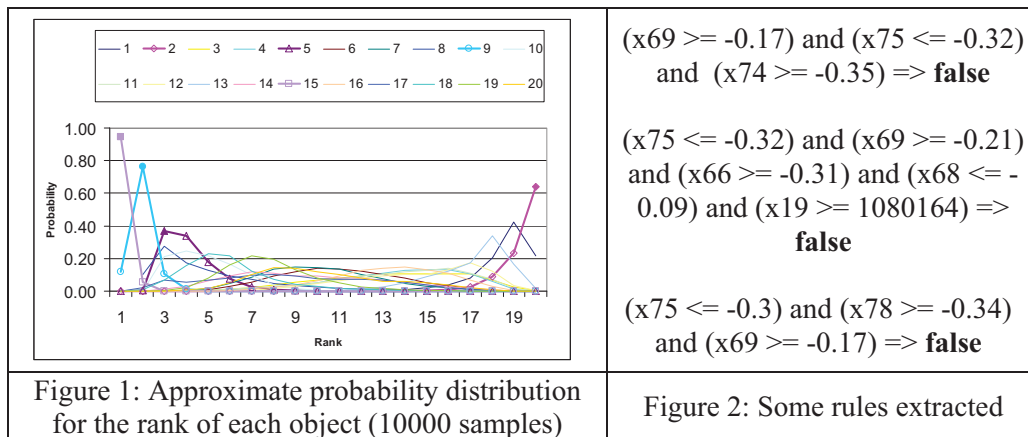 1 2 3 4 5 6 7 8 9 10
11 12 13 14 15 16 17 18 19 20
1.00
0.80
0.60
0.40
0.20
0.00
Probability
1 3 5 7 9 11 13 15 17 19
Rank
Figure 1: Approximate probability distribution
for the rank of each object (10000 samples)
(x69 >= -0.17) and (x75 <= -0.32)
and (x74 >= -0.35) => false
(x75 <= -0.32) and (x69 >= -0.21)
and (x66 >= -0.31) and (x68 <= -
0.09) and (x19 >= 1080164) =>
false
(x75 <= -0.3) and (x78 >= -0.34)
and (x69 >= -0.17) => false
Figure 2: Some rules extracted